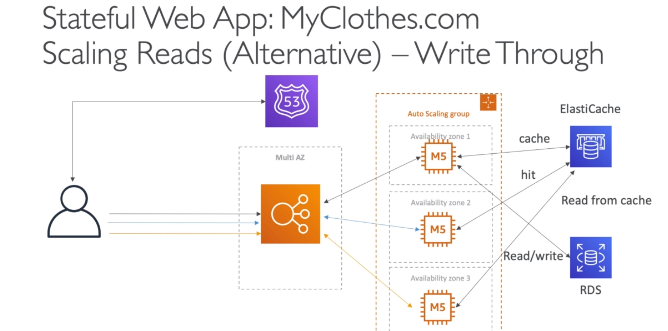 Stateful Web App: MyClothes.com
Scaling Reads (Alternative) – Write Through
53
ElastiCache
Auto Scaling group
Availability zone 1
cache
Multi AZ
M5
hit
Availability zone 2
Read from cache
M5
Read/write
Availability zone 3
RDS
M5